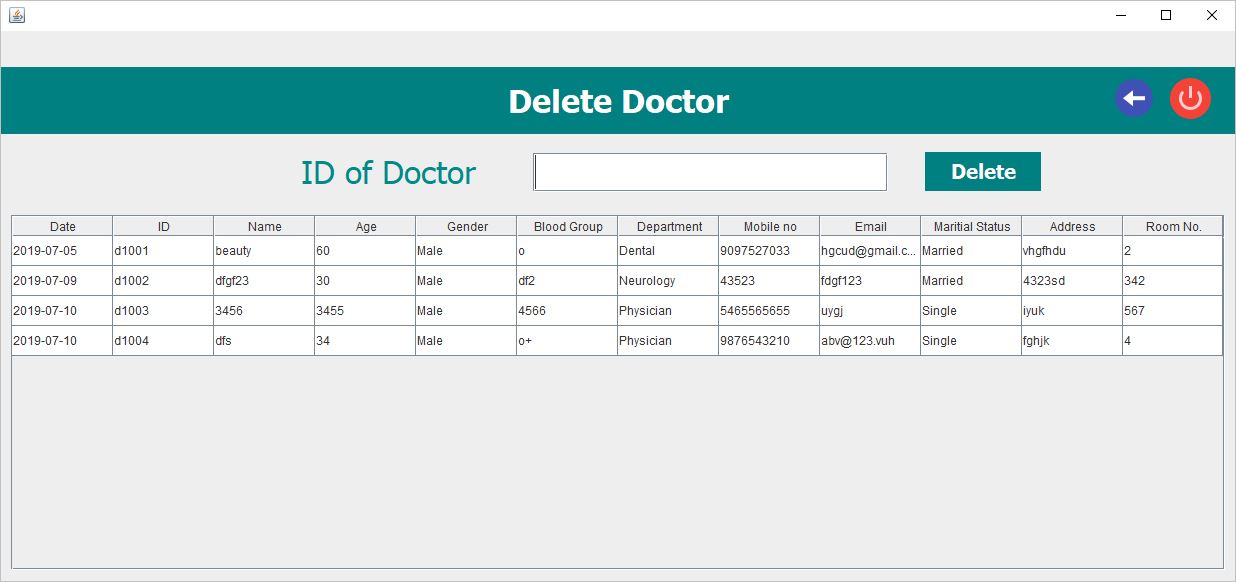 Delete Doctor
ID of Doctor Delete
Date ID Name Age Gender Blood Group Department Mobile no Email Maritial Status Address Room No.
2019-07-05 d1001 beauty 60 Male o Dental 9097527033 hgcud@gmail.c... Married vhgfhdu 2
2019-07-09 d1002 dfgf23 30 Male df2 Neurology 43523 fdgf123 Married 4323sd 342
2019-07-10 d1003 3456 3455 Male 4566 Physician 5465565655 uygj Single iyuk 567
2019-07-10 d1004 dfs 34 Male o+ Physician 9876543210 abv@123.vuh Single fghjk 4